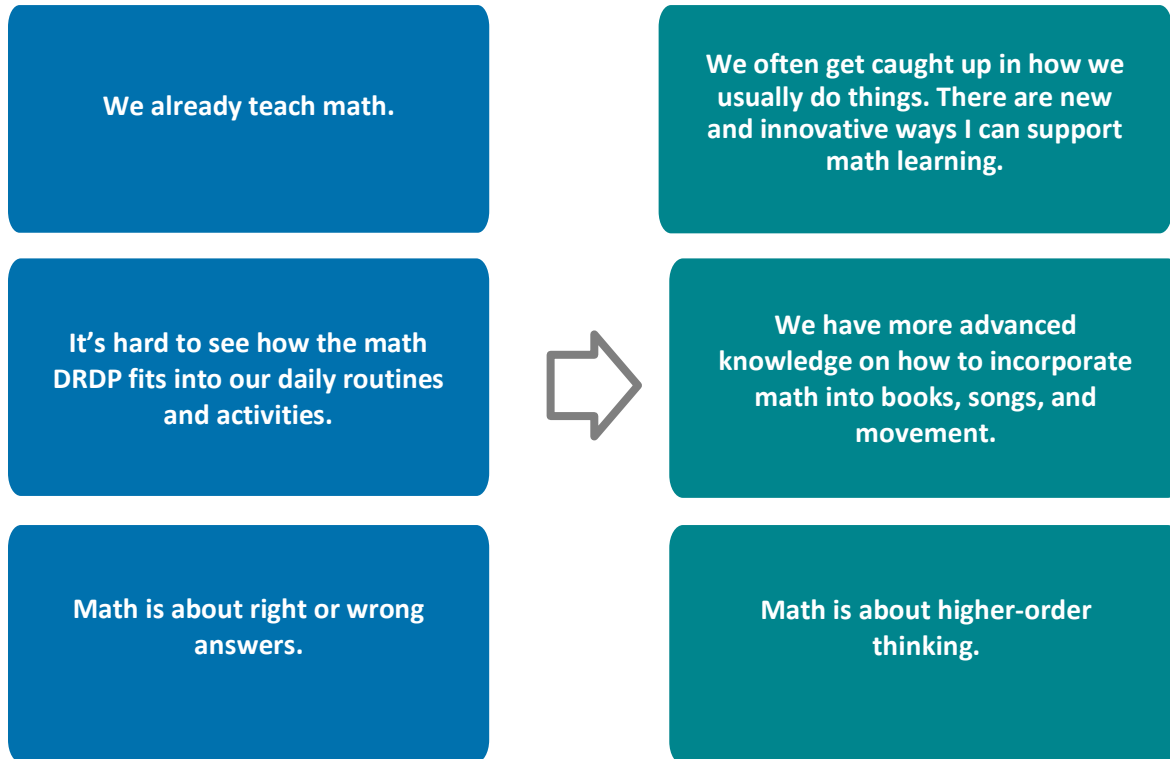 We already teach math.
We often get caught up in how we
usually do things. There are new
and innovative ways I can support
math learning.
It’s hard to see how the math
DRDP fits into our daily routines
and activities.
We have more advanced
knowledge on how to incorporate
math into books, songs, and
movement.
Math is about right or wrong
answers.
Math is about higher-order
thinking.